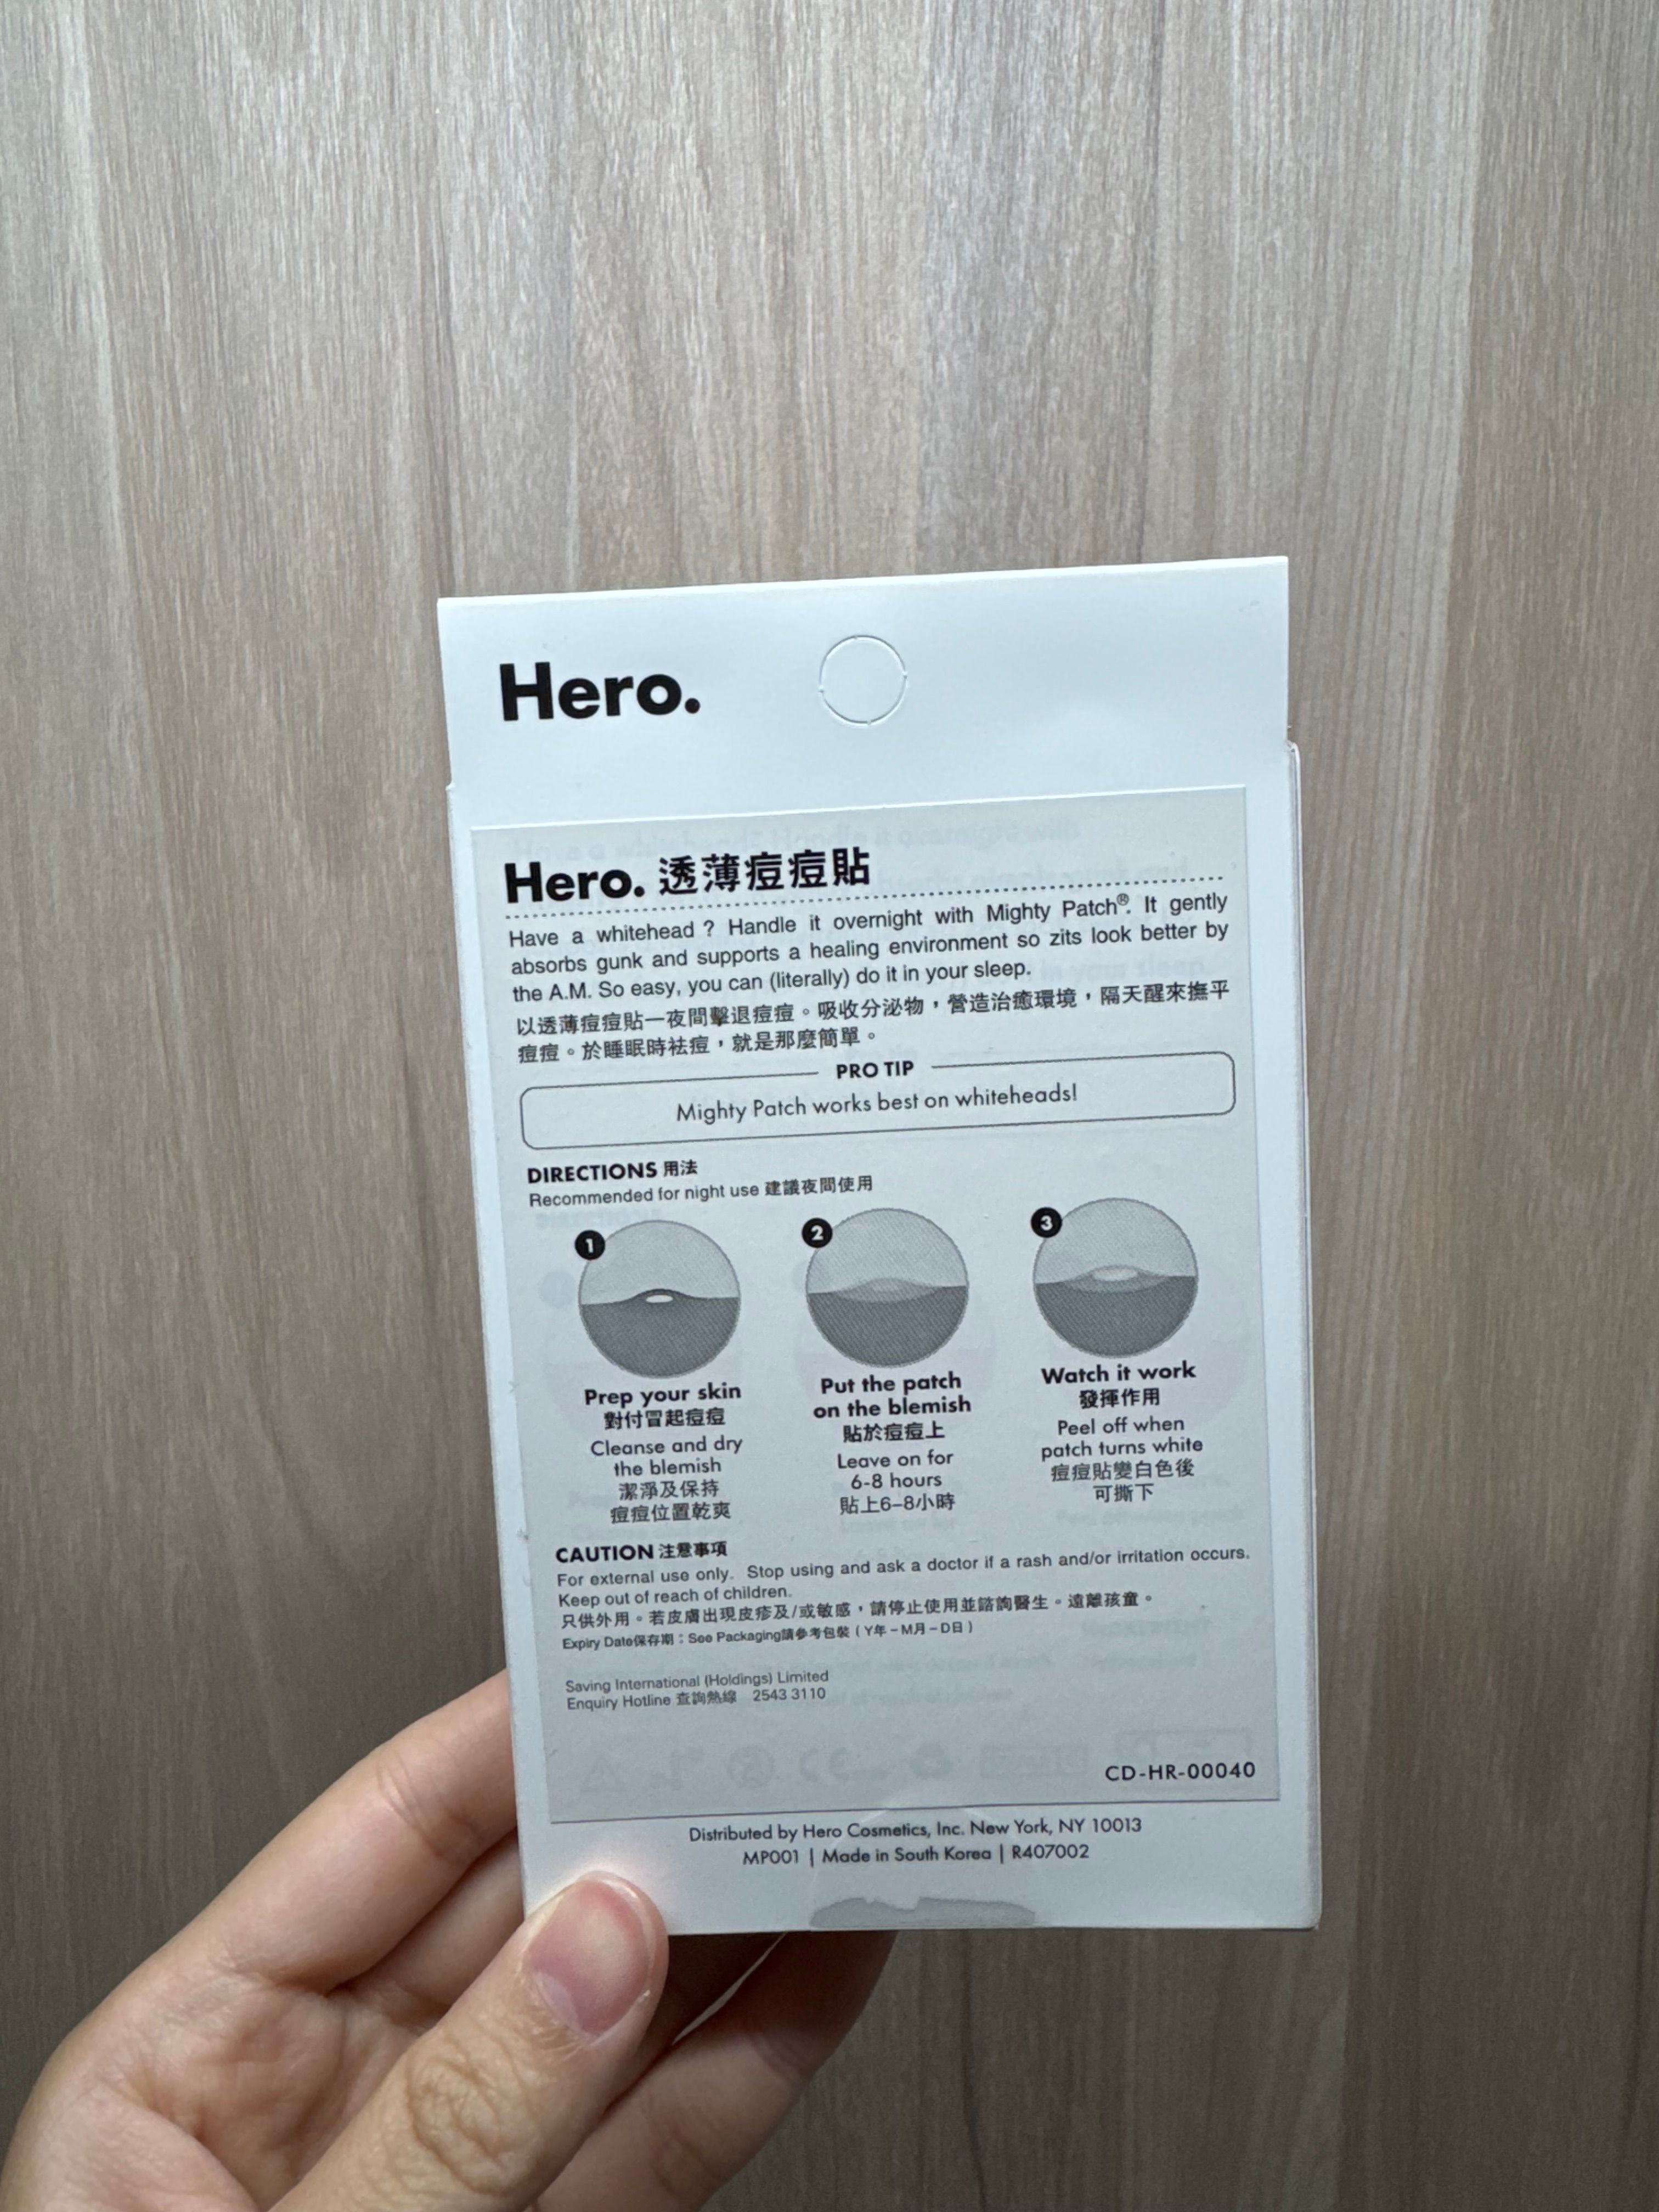 Hero.
Hero. 透薄痘痘貼
Have a whitehead ? Handle it overnight with Mighty Patch®. It gently
absorbs gunk and supports a healing environment so zits look better by
the A.M. So easy, you can (literally) do it in your sleep.
以透薄痘痘貼一夜間擊退痘痘。吸收分泌物，營造治癒環境，隔天醒來撫平
痘痘。於睡眠時袪痘，就是那麼簡單。
PRO TIP
Mighty Patch works best on whiteheads!
DIRECTIONS 用法
Recommended for night use 建議夜間使用
1
Prep your skin
對付冒起痘痘
Cleanse and dry
the blemish
潔淨及保持
痘痘位置乾爽
2
Put the patch
on the blemish
貼於痘痘上
Leave on for
6-8 hours
貼上6–8小時
3
Watch it work
發揮作用
Peel off when
patch turns white
痘痘貼變白色後
可撕下
CAUTION 注意事項
For external use only. Stop using and ask a doctor if a rash and/or irritation occurs.
Keep out of reach of children.
只供外用。若皮膚出現皮疹及/或敏感，請停止使用並諮詢醫生。遠離孩童。
Expiry Date保存期：See Packaging請參考包裝（Y年–M月–D日）
Saving International (Holdings) Limited
Enquiry Hotline 查詢熱線 2543 3110
CD-HR-00040
Distributed by Hero Cosmetics, Inc. New York, NY 10013
MP001 | Made in South Korea | R407002